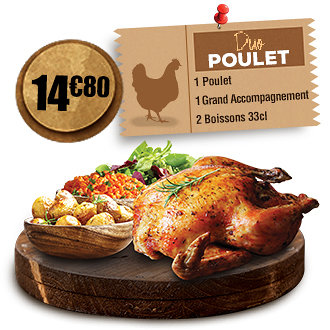 14€80
Duo
POULET
1 Poulet
1 Grand Accompagnement
2 Boissons 33cl